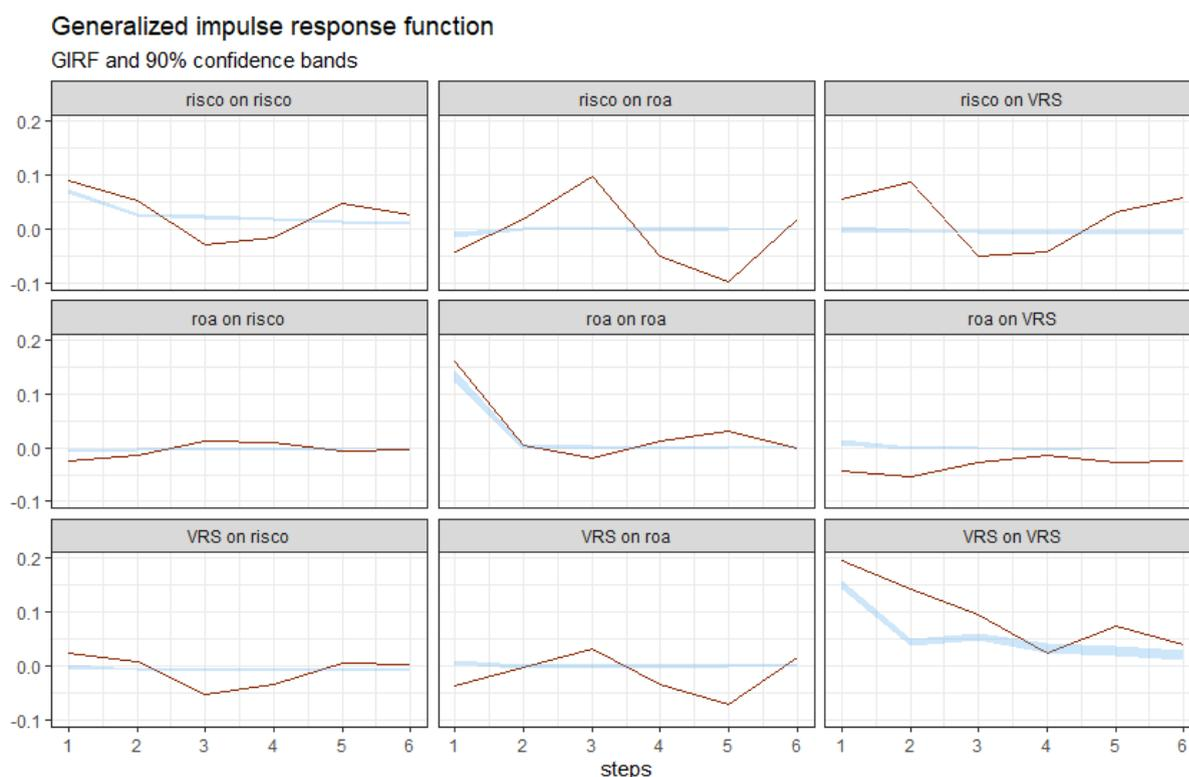 Generalized impulse response function
GIRF and 90% confidence bands
risco on risco
risco on roa
risco on VRS
0.2
0.1
0.0
-0.1
roa on risco
roa on roa
roa on VRS
0.2
0.1
0.0
-0.1
VRS on risco
VRS on roa
VRS on VRS
0.2
0.1
0.0
-0.1
1 2 3 4 5 6
1 2 3 4 5 6
1 2 3 4 5 6
steps